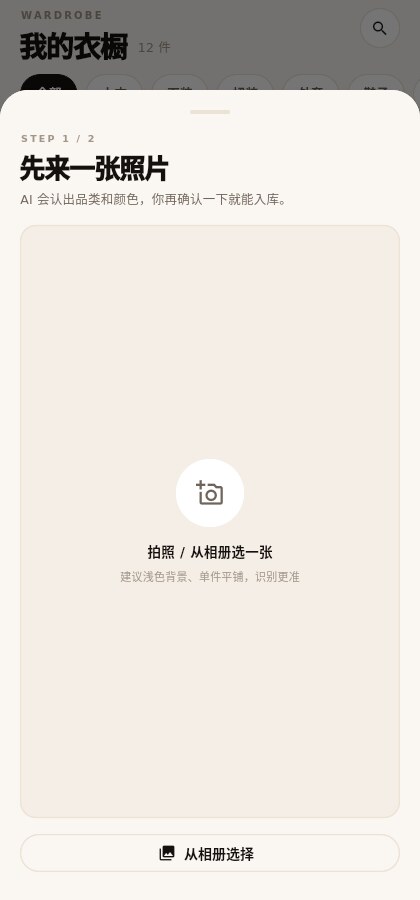 WARDROBE
我的衣橱 12 件
全部
STEP 1 / 2
先来一张照片
AI 会认出品类和颜色，你再确认一下就能入库。
拍照 / 从相册选一张
建议浅色背景、单件平铺，识别更准
从相册选择